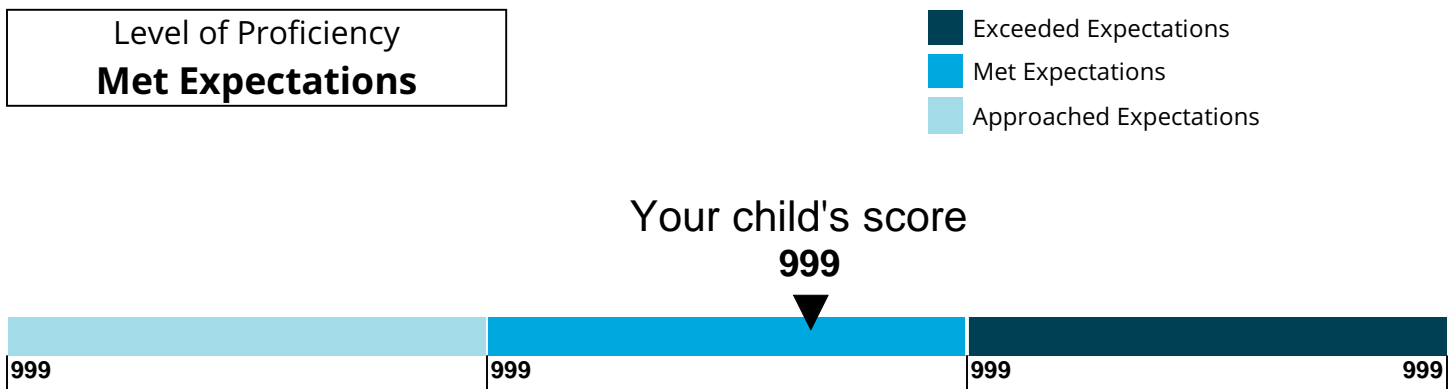 Level of Proficiency
Met Expectations
Exceeded Expectations
Met Expectations
Approached Expectations
Your child's score
999
999 999 999 999